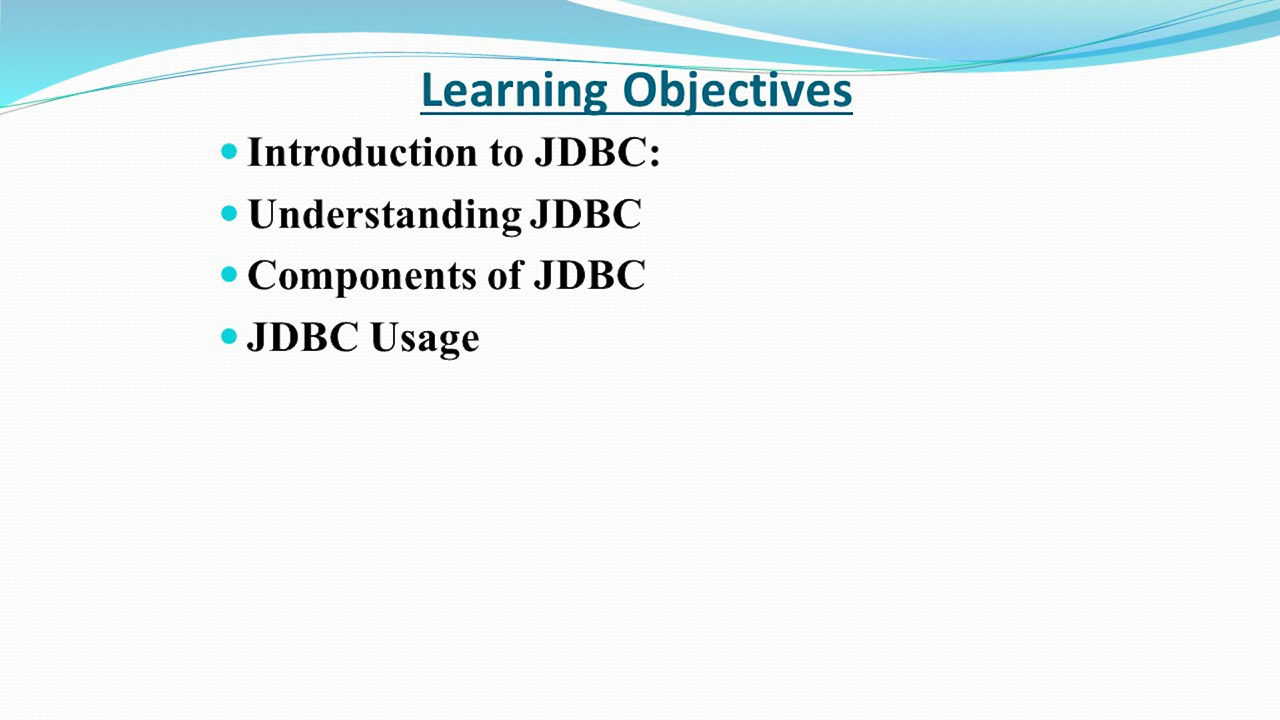 Learning Objectives
Introduction to JDBC:
Understanding JDBC
Components of JDBC
JDBC Usage